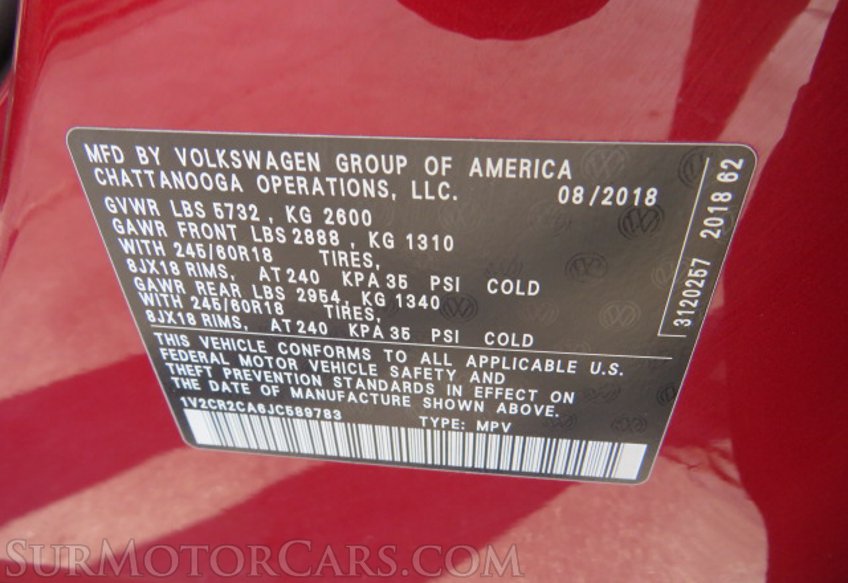 MFD BY VOLKSWAGEN GROUP OF AMERICA
CHATTANOOGA OPERATIONS, LLC. 08/2018
GVWR LBS 5732 , KG 2600
GAWR FRONT LBS 2888 , KG 1310
WITH 245/60R18 TIRES,
8JX18 RIMS, AT 240 KPA 35 PSI COLD
GAWR REAR LBS 2954, KG 1340
WITH 245/60R18 TIRES,
8JX18 RIMS, AT 240 KPA 35 PSI COLD
THIS VEHICLE CONFORMS TO ALL APPLICABLE U.S.
FEDERAL MOTOR VEHICLE SAFETY AND
THEFT PREVENTION STANDARDS IN EFFECT ON
THE DATE OF MANUFACTURE SHOWN ABOVE.
1V2CR2CA6JC589783 TYPE: MPV
3120257 2018 62
SURMOTORCARS.COM